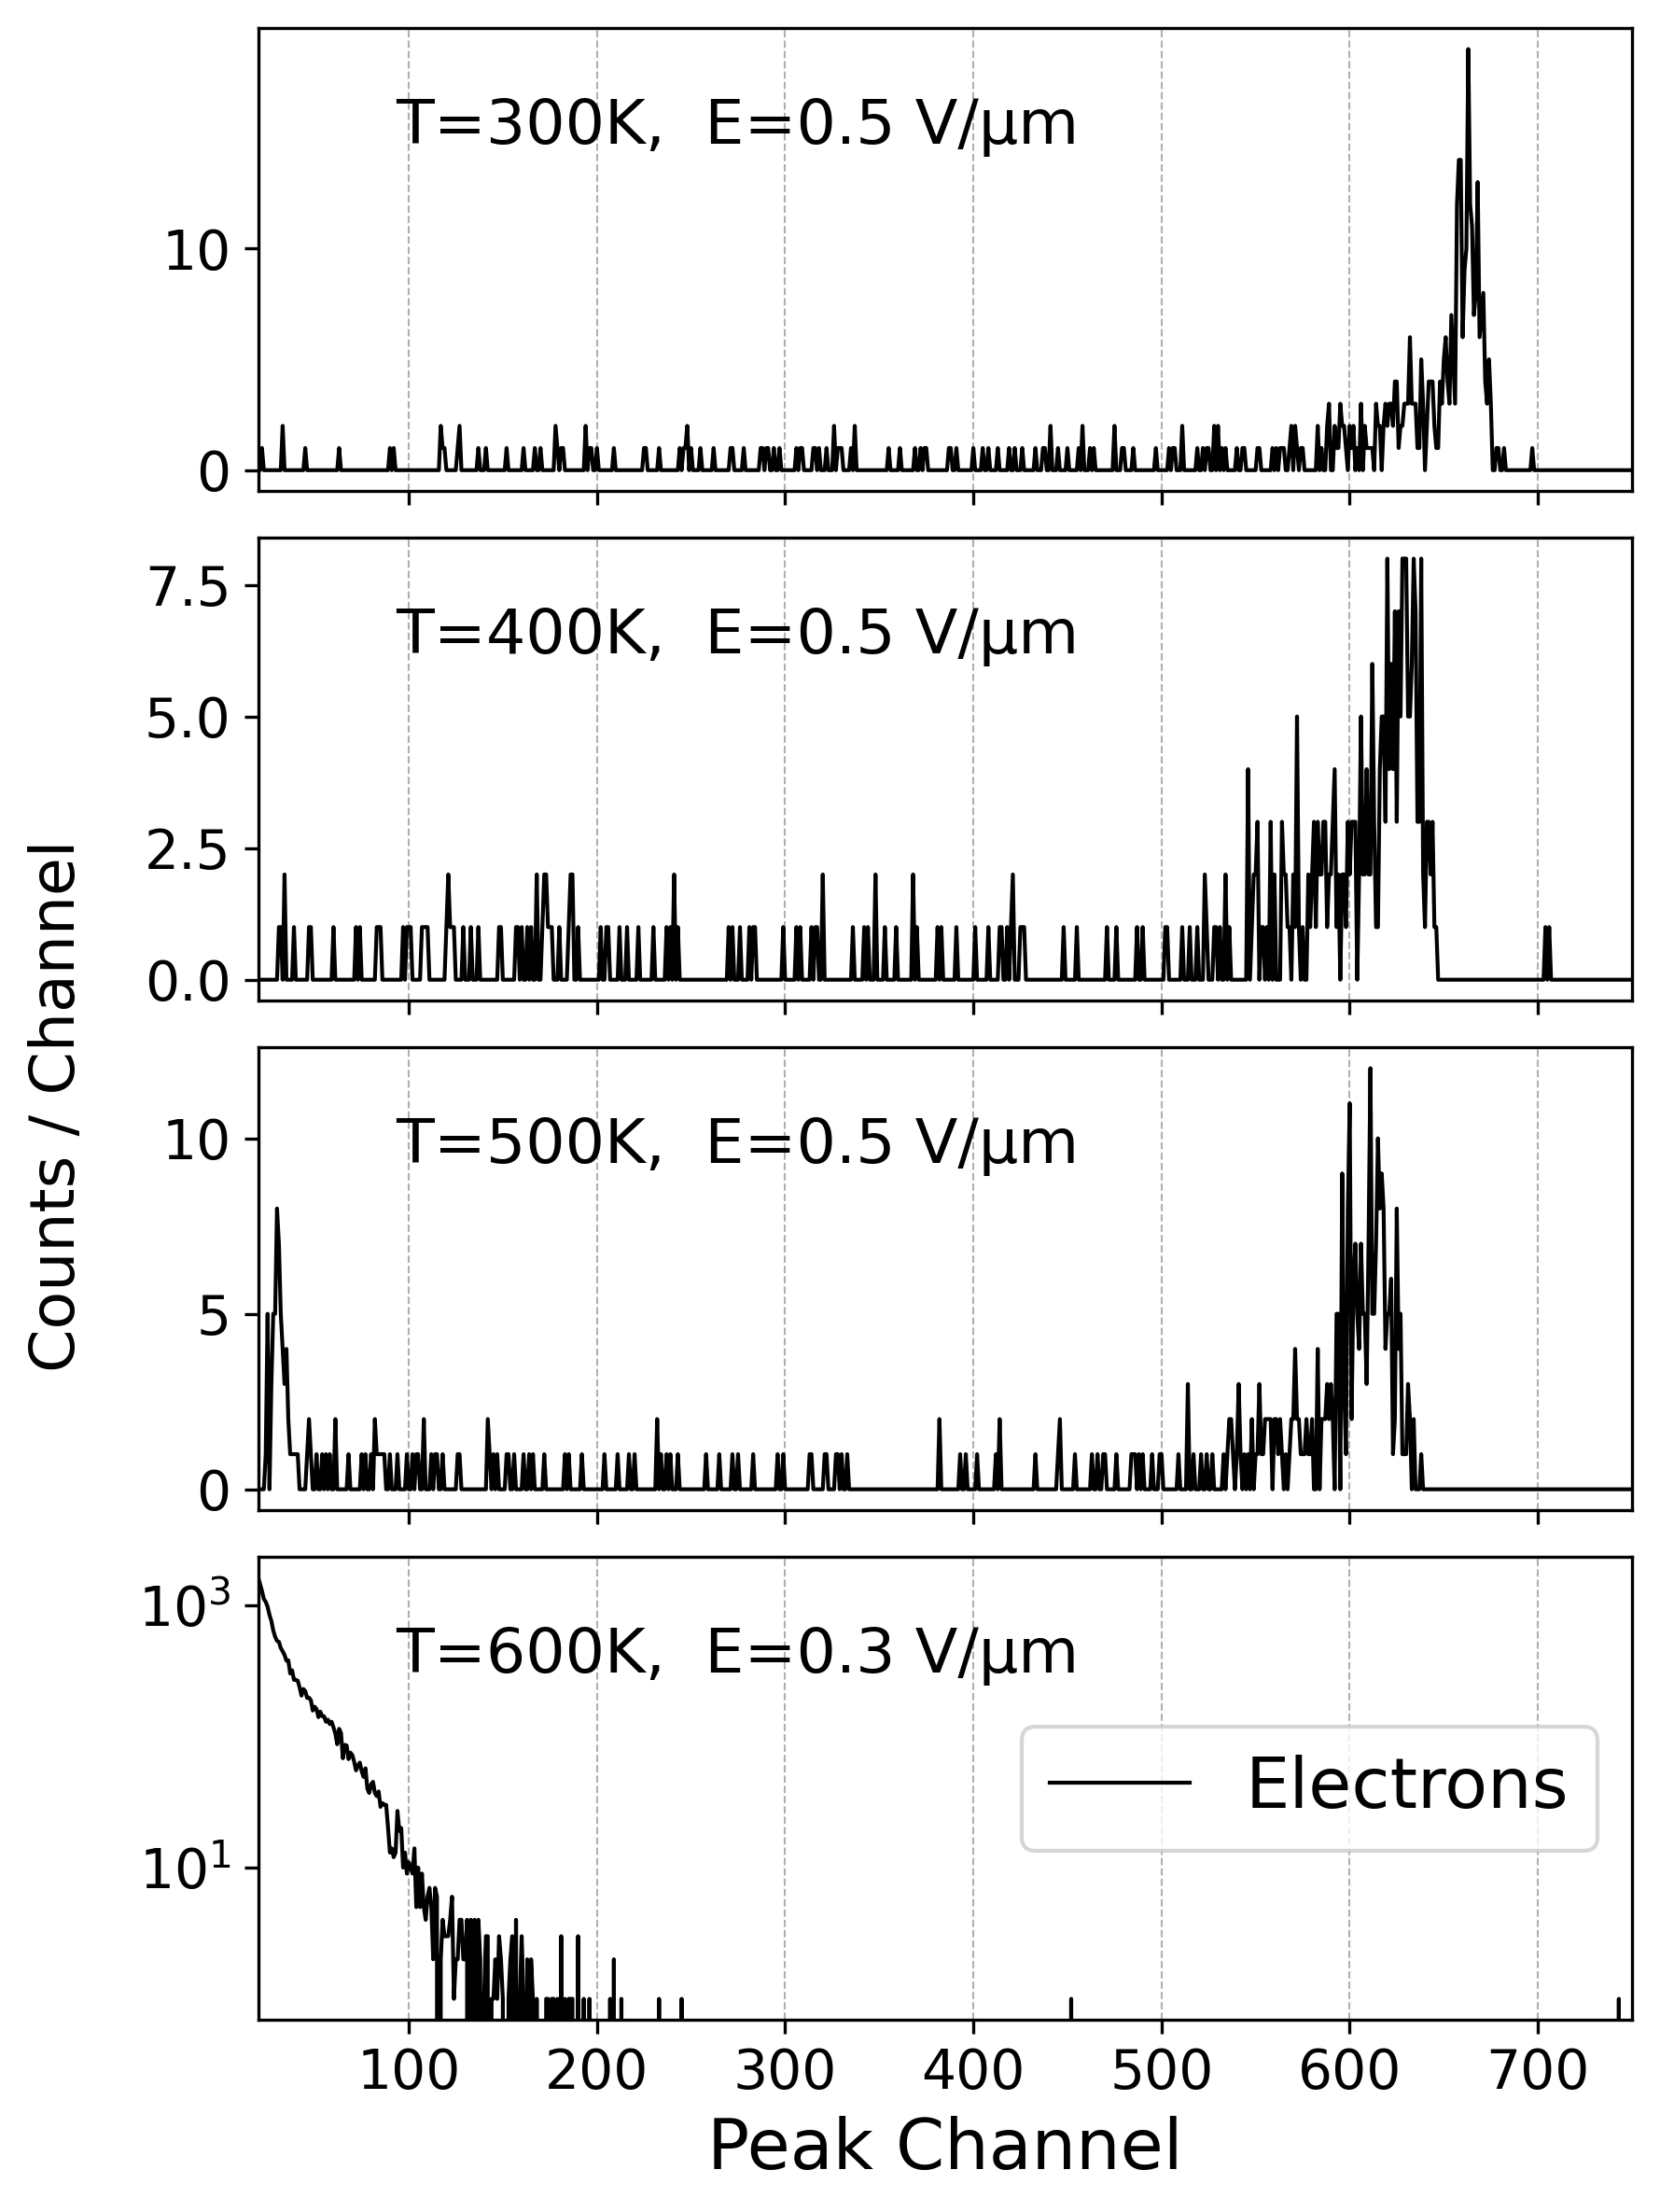 T=300K,  E=0.5 V/μm
10
0
T=400K,  E=0.5 V/μm
7.5
5.0
2.5
0.0
Counts / Channel
T=500K,  E=0.5 V/μm
10
5
0
T=600K,  E=0.3 V/μm
10³
10¹
Electrons
100 200 300 400 500 600 700
Peak Channel